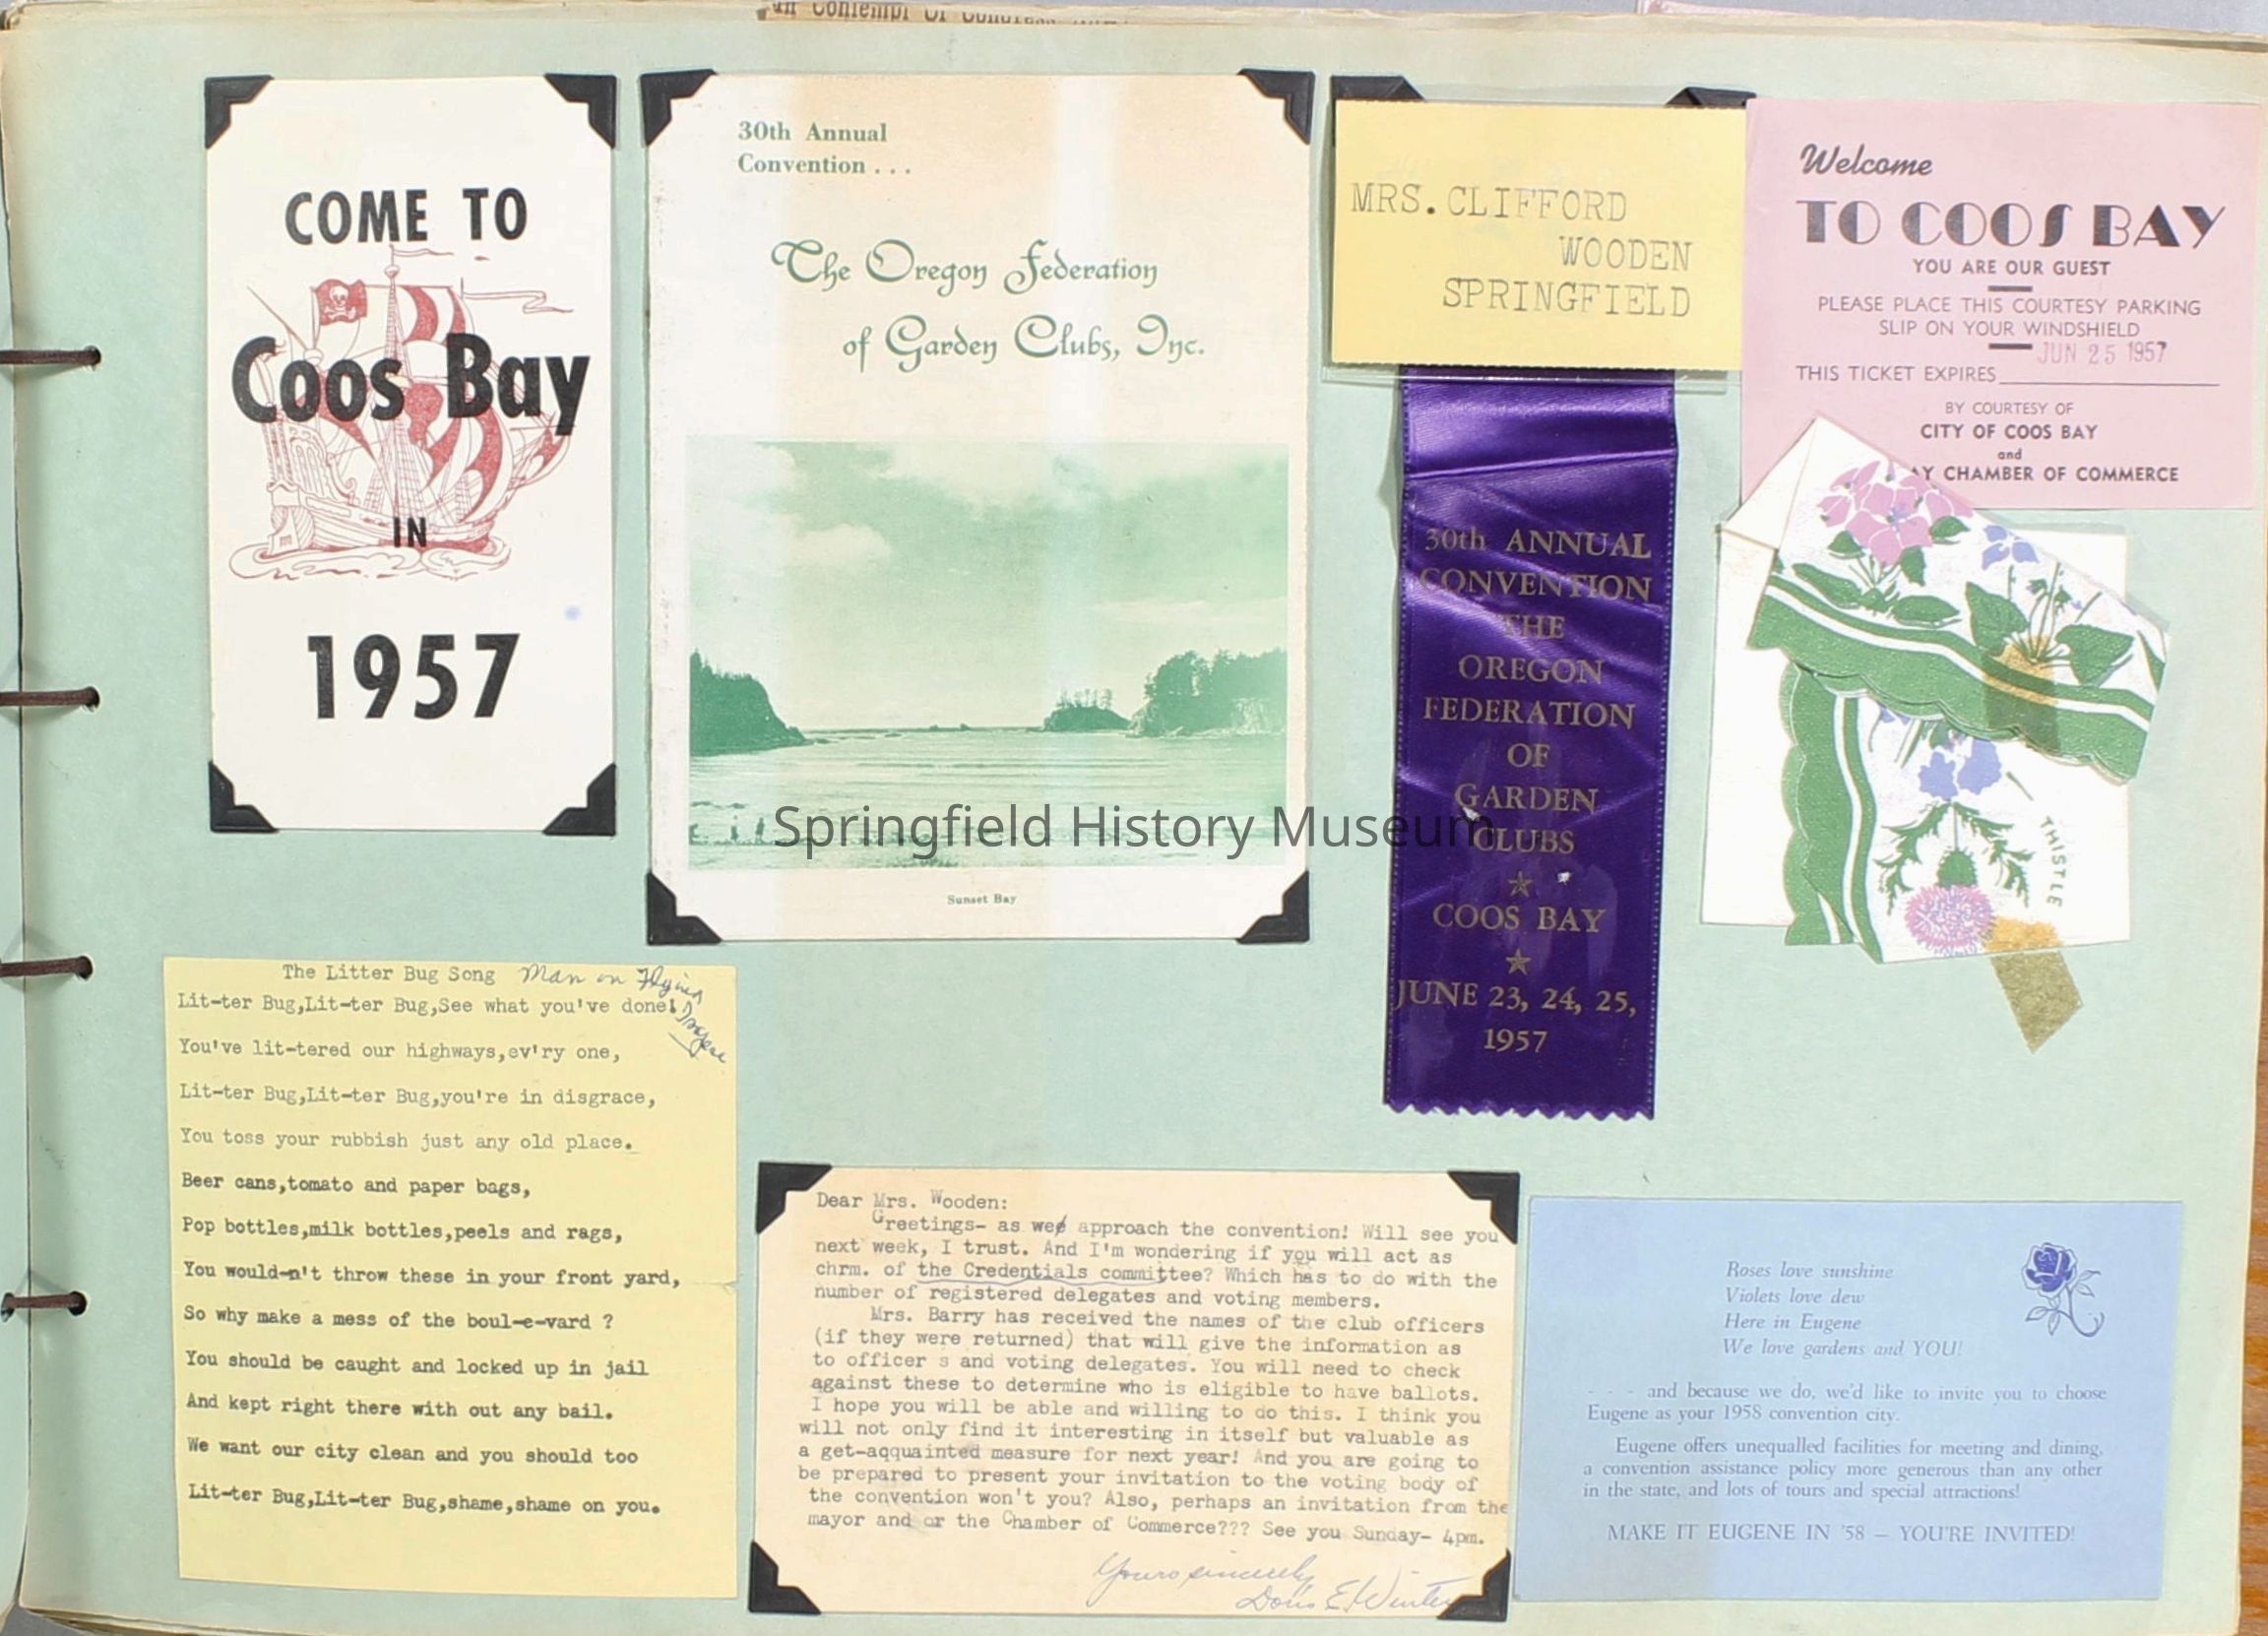 an Contempt Of Congress
COME TO
Coos Bay
IN
1957
30th Annual
Convention . . .
The Oregon Federation
of Garden Clubs, Inc.
Sunset Bay
MRS.CLIFFORD
WOODEN
SPRINGFIELD
30th ANNUAL
CONVENTION
THE
OREGON
FEDERATION
OF
GARDEN
CLUBS
COOS BAY
JUNE 23, 24, 25,
1957
Welcome
TO COOS BAY
YOU ARE OUR GUEST
PLEASE PLACE THIS COURTESY PARKING
SLIP ON YOUR WINDSHIELD
JUN 25 1957
THIS TICKET EXPIRES
BY COURTESY OF
CITY OF COOS BAY
and
AY CHAMBER OF COMMERCE
THISTLE
Springfield History Museum
The Litter Bug Song Man on Flying
Trapeze
Lit-ter Bug,Lit-ter Bug,See what you've done!
You've lit-tered our highways,ev'ry one,
Lit-ter Bug,Lit-ter Bug,you're in disgrace,
You toss your rubbish just any old place.
Beer cans,tomato and paper bags,
Pop bottles,milk bottles,peels and rags,
You would-n't throw these in your front yard,
So why make a mess of the boul-e-vard ?
You should be caught and locked up in jail
And kept right there with out any bail.
We want our city clean and you should too
Lit-ter Bug,Lit-ter Bug,shame,shame on you.
Dear Mrs. Wooden:
Greetings- as we approach the convention! Will see you
next week, I trust. And I'm wondering if you will act as
chrm. of the Credentials committee? Which has to do with the
number of registered delegates and voting members.
Mrs. Barry has received the names of the club officers
(if they were returned) that will give the information as
to officer s and voting delegates. You will need to check
against these to determine who is eligible to have ballots.
I hope you will be able and willing to do this. I think you
will not only find it interesting in itself but valuable as
a get-acquainted measure for next year! And you are going to
be prepared to present your invitation to the voting body of
the convention won't you? Also, perhaps an invitation from the
mayor and or the Chamber of Commerce??? See you Sunday- 4pm.
Yours sincerely,
Doris E. Winter
Roses love sunshine
Violets love dew
Here in Eugene
We love gardens and YOU!
- - - and because we do, we'd like to invite you to choose
Eugene as your 1958 convention city.
Eugene offers unequalled facilities for meeting and dining,
a convention assistance policy more generous than any other
in the state, and lots of tours and special attractions!
MAKE IT EUGENE IN '58 — YOU'RE INVITED!